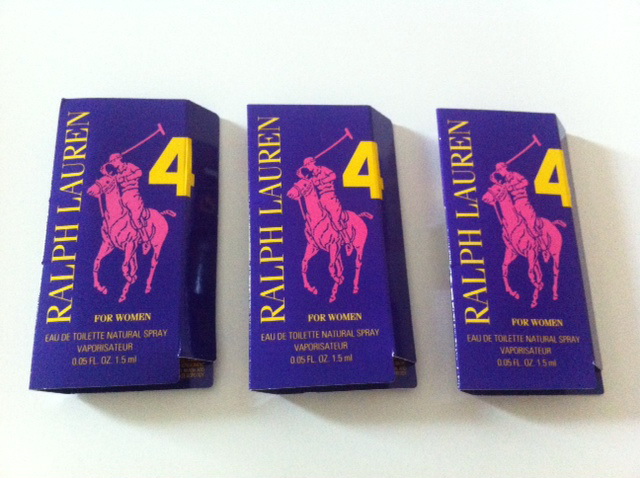 RALPH LAUREN
4
FOR WOMEN
EAU DE TOILETTE NATURAL SPRAY
VAPORISATEUR
0.05 FL. OZ. 1.5 ml
RALPH LAUREN
4
FOR WOMEN
EAU DE TOILETTE NATURAL SPRAY
VAPORISATEUR
0.05 FL. OZ. 1.5 ml
RALPH LAUREN
4
FOR WOMEN
EAU DE TOILETTE NATURAL SPRAY
VAPORISATEUR
0.05 FL. OZ. 1.5 ml